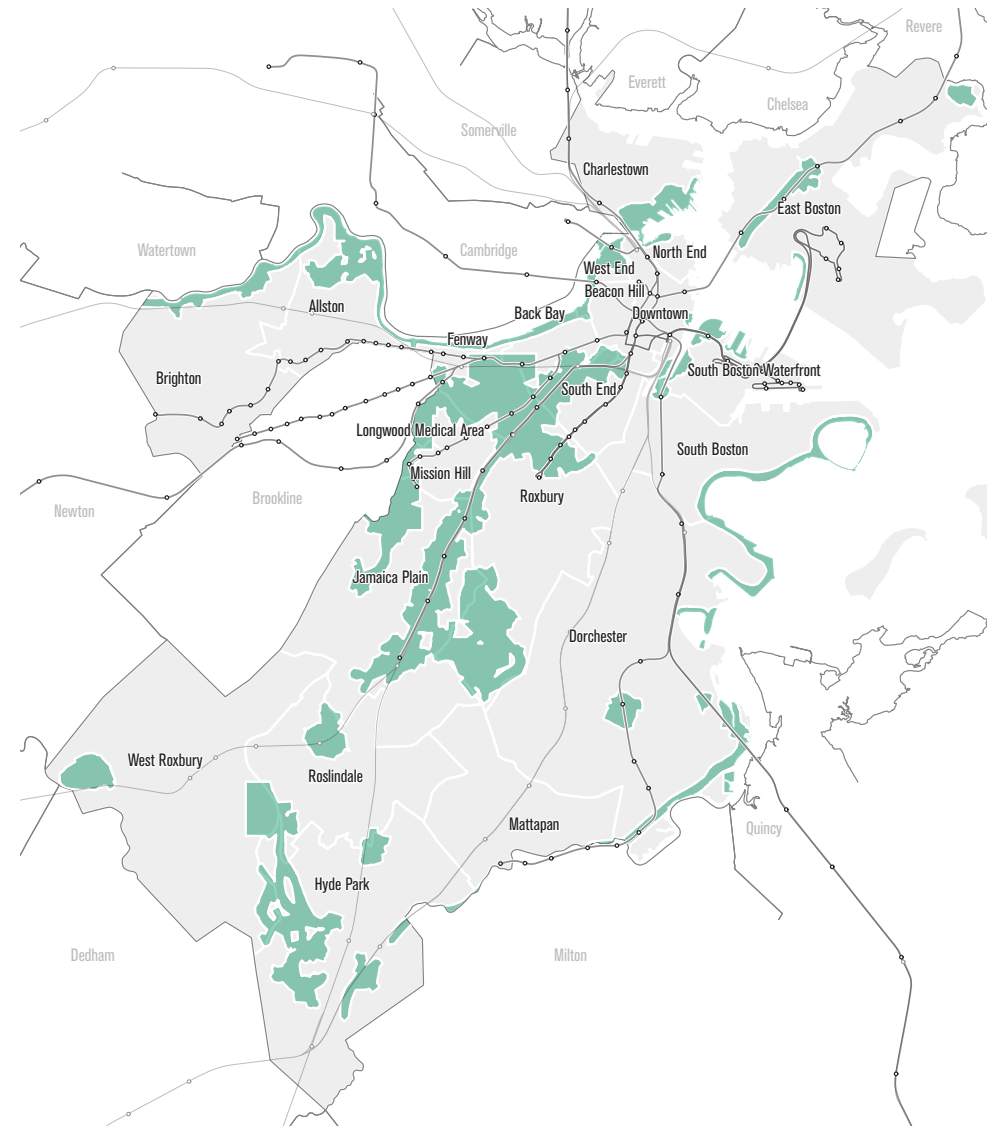 Revere
Everett
Chelsea
Somerville
Charlestown
East Boston
Watertown
Cambridge
North End
West End
Beacon Hill
Allston
Back Bay
Downtown
Fenway
Brighton
South Boston Waterfront
South End
Longwood Medical Area
South Boston
Mission Hill
Roxbury
Newton
Brookline
Jamaica Plain
Dorchester
West Roxbury
Roslindale
Mattapan
Quincy
Hyde Park
Dedham
Milton